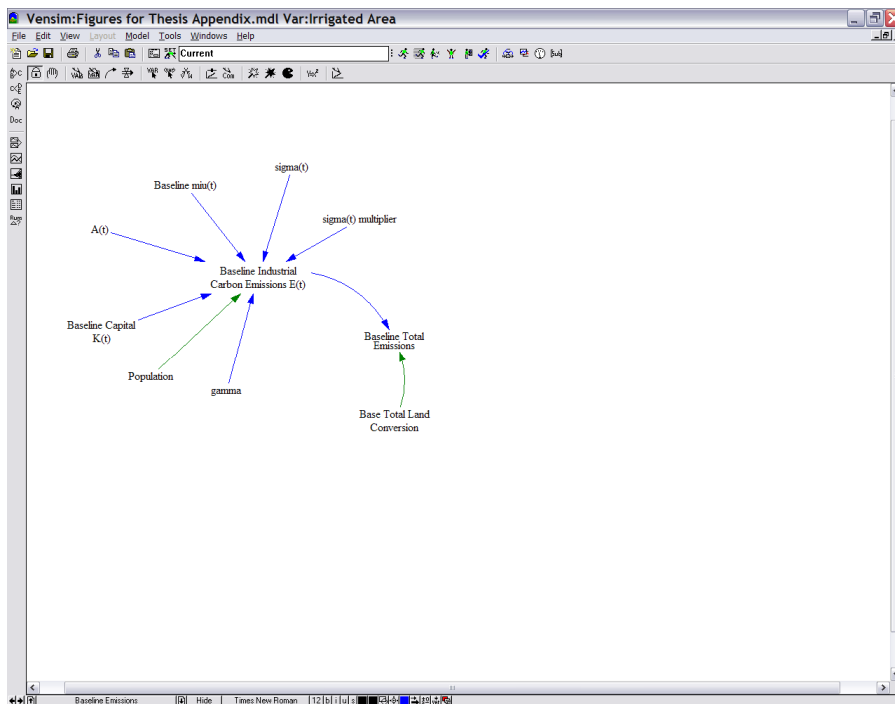 Vensim:Figures for Thesis Appendix.mdl Var:Irrigated Area
File Edit View Layout Model Tools Windows Help
Current
Doc
sigma(t)
Baseline miu(t)
sigma(t) multiplier
A(t)
Baseline Industrial
Carbon Emissions E(t)
Baseline Capital
K(t)
Baseline Total
Emissions
Population
gamma
Base Total Land
Conversion
Baseline Emissions Hide Times New Roman 12 b i u s